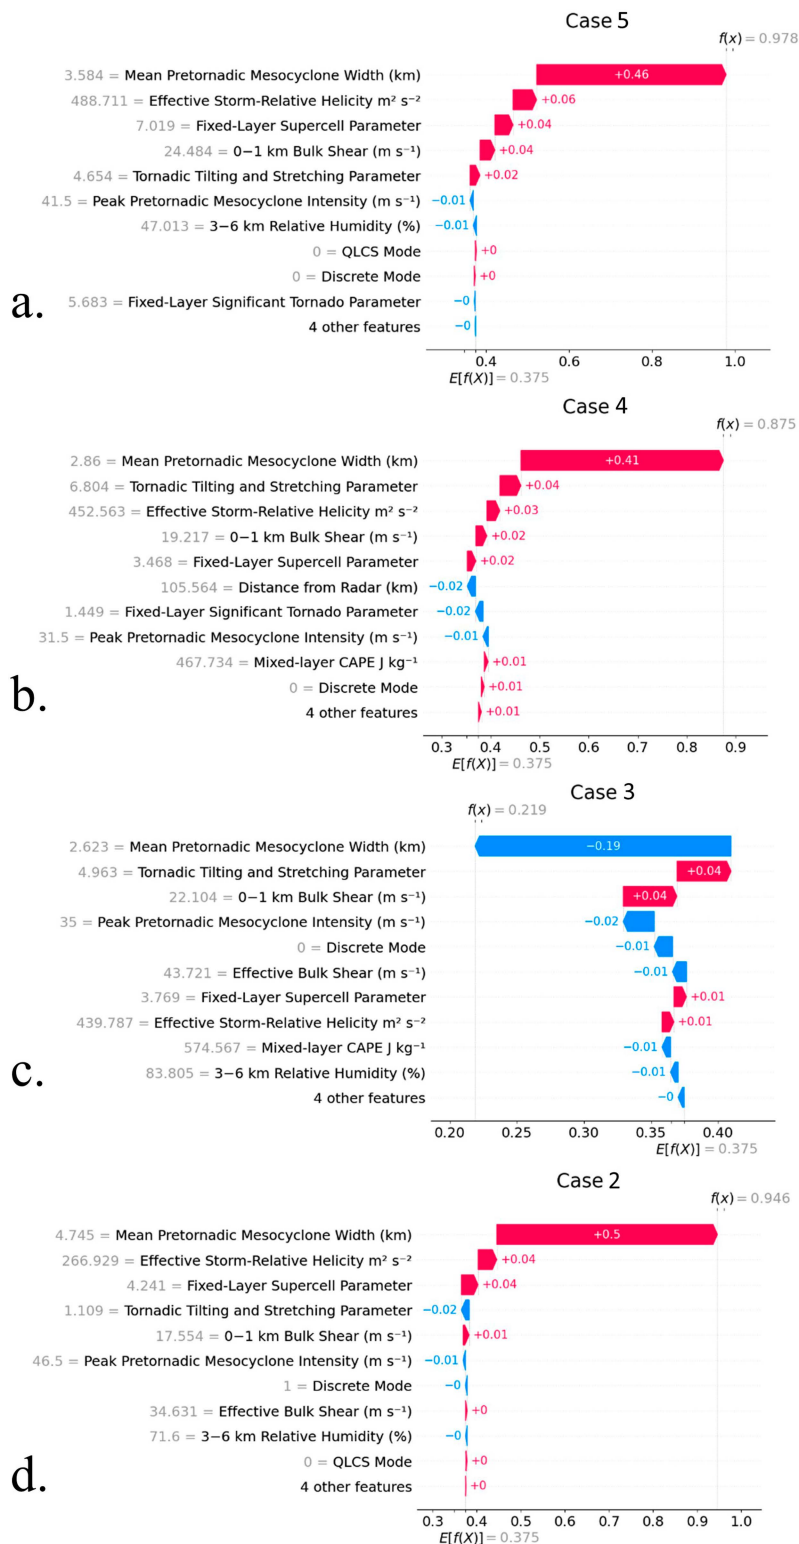 Case 5
f(x) = 0.978
3.584 = Mean Pretornadic Mesocyclone Width (km) +0.46
488.711 = Effective Storm-Relative Helicity m² s⁻² +0.06
7.019 = Fixed-Layer Supercell Parameter +0.04
24.484 = 0−1 km Bulk Shear (m s⁻¹) +0.04
4.654 = Tornadic Tilting and Stretching Parameter +0.02
41.5 = Peak Pretornadic Mesocyclone Intensity (m s⁻¹) −0.01
47.013 = 3−6 km Relative Humidity (%) −0.01
0 = QLCS Mode +0
0 = Discrete Mode +0
a.
5.683 = Fixed-Layer Significant Tornado Parameter −0
4 other features −0
0.4 0.6 0.8 1.0
E[f(X)] = 0.375
Case 4
f(x) = 0.875
2.86 = Mean Pretornadic Mesocyclone Width (km) +0.41
6.804 = Tornadic Tilting and Stretching Parameter +0.04
452.563 = Effective Storm-Relative Helicity m² s⁻² +0.03
19.217 = 0−1 km Bulk Shear (m s⁻¹) +0.02
3.468 = Fixed-Layer Supercell Parameter +0.02
105.564 = Distance from Radar (km) −0.02
1.449 = Fixed-Layer Significant Tornado Parameter −0.02
31.5 = Peak Pretornadic Mesocyclone Intensity (m s⁻¹) −0.01
467.734 = Mixed-layer CAPE J kg⁻¹ +0.01
0 = Discrete Mode +0.01
b.
4 other features +0.01
0.3 0.4 0.5 0.6 0.7 0.8 0.9
E[f(X)] = 0.375
Case 3
f(x) = 0.219
2.623 = Mean Pretornadic Mesocyclone Width (km) −0.19
4.963 = Tornadic Tilting and Stretching Parameter +0.04
22.104 = 0−1 km Bulk Shear (m s⁻¹) +0.04
35 = Peak Pretornadic Mesocyclone Intensity (m s⁻¹) −0.02
0 = Discrete Mode −0.01
43.721 = Effective Bulk Shear (m s⁻¹) −0.01
3.769 = Fixed-Layer Supercell Parameter +0.01
439.787 = Effective Storm-Relative Helicity m² s⁻² +0.01
574.567 = Mixed-layer CAPE J kg⁻¹ −0.01
c.
83.805 = 3−6 km Relative Humidity (%) −0.01
4 other features −0
0.20 0.25 0.30 0.35 0.40
E[f(X)] = 0.375
Case 2
f(x) = 0.946
4.745 = Mean Pretornadic Mesocyclone Width (km) +0.5
266.929 = Effective Storm-Relative Helicity m² s⁻² +0.04
4.241 = Fixed-Layer Supercell Parameter +0.04
1.109 = Tornadic Tilting and Stretching Parameter −0.02
17.554 = 0−1 km Bulk Shear (m s⁻¹) +0.01
46.5 = Peak Pretornadic Mesocyclone Intensity (m s⁻¹) −0.01
1 = Discrete Mode −0
34.631 = Effective Bulk Shear (m s⁻¹) +0
71.6 = 3−6 km Relative Humidity (%) −0
0 = QLCS Mode +0
d.
4 other features +0
0.3 0.4 0.5 0.6 0.7 0.8 0.9 1.0
E[f(X)] = 0.375